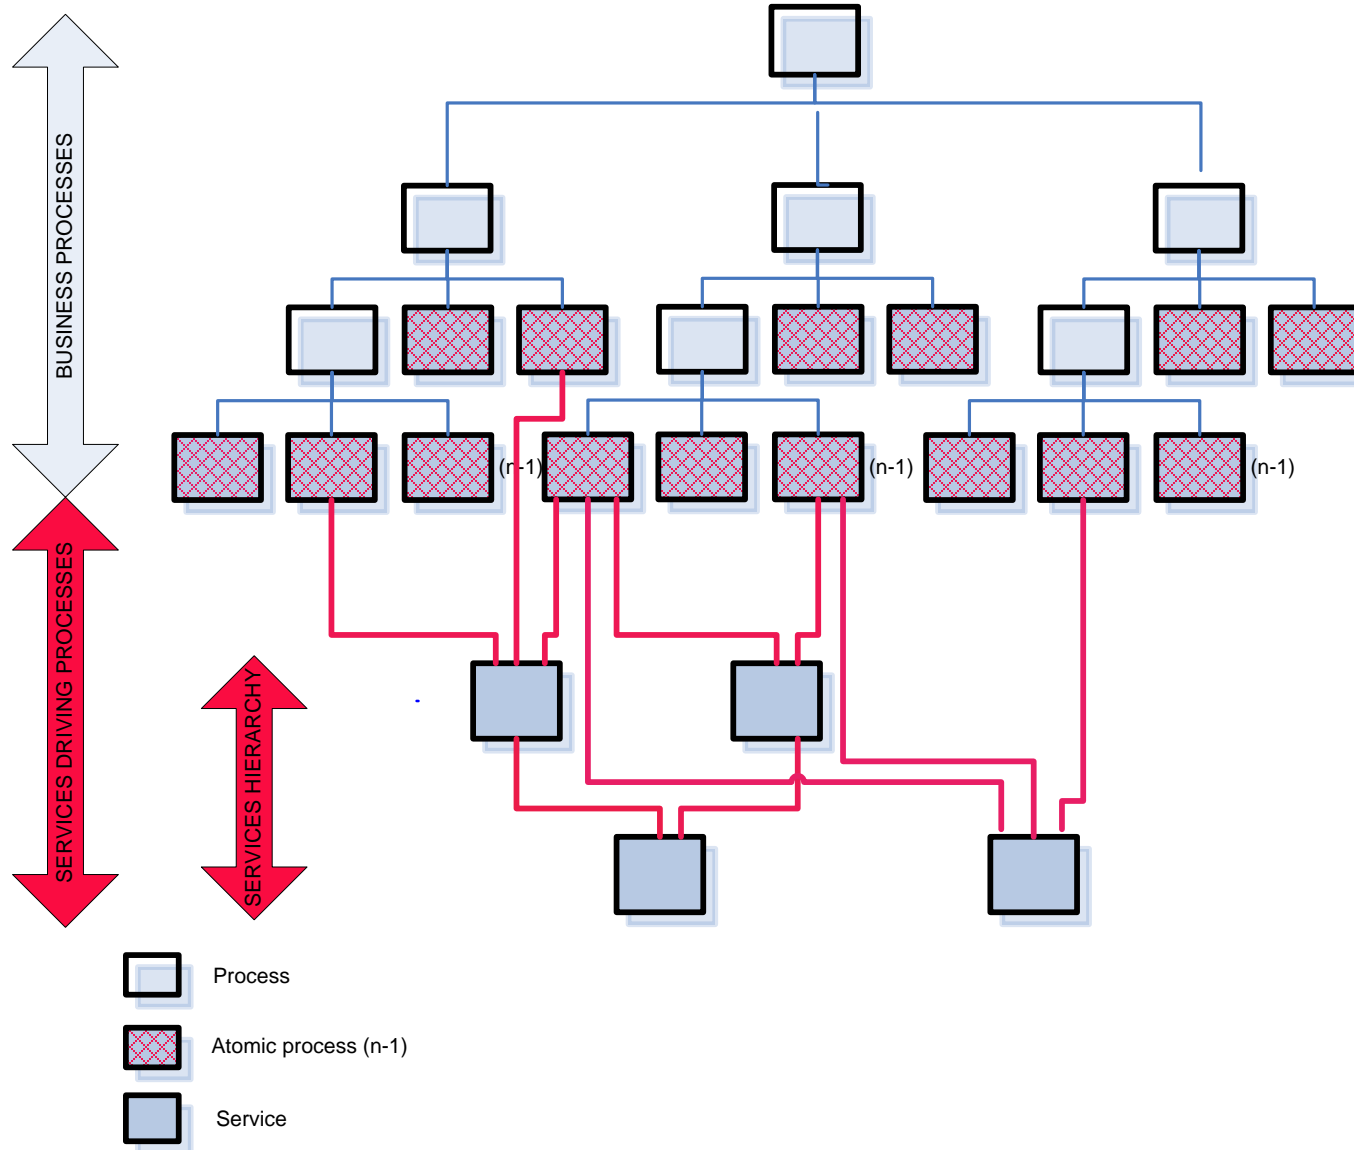 BUSINESS PROCESSES
(n-1)
(n-1)
(n-1)
SERVICES DRIVING PROCESSES
SERVICES HIERARCHY
Process
Atomic process (n-1)
Service